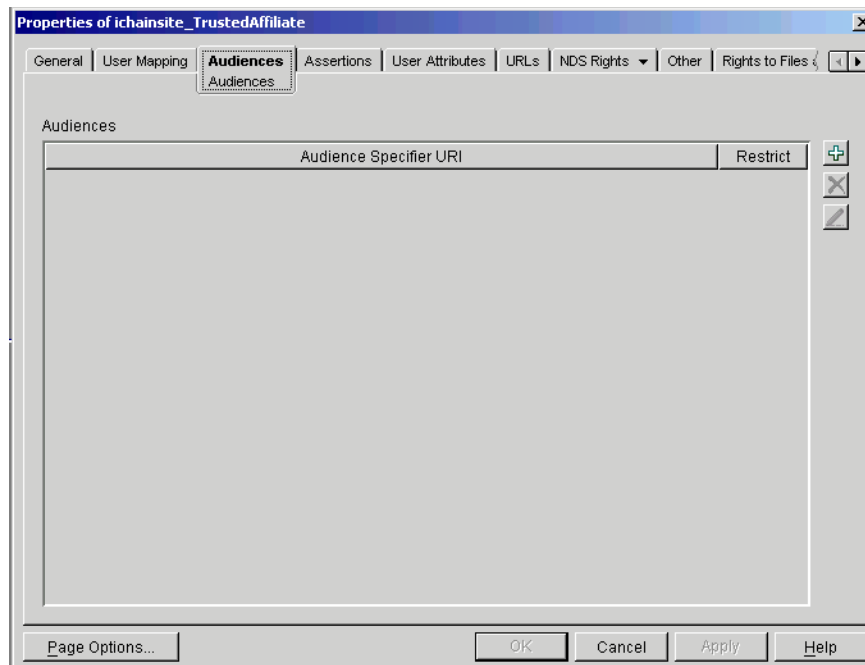 Properties of ichainsite_TrustedAffiliate
General User Mapping Audiences Assertions User Attributes URLs NDS Rights Other Rights to Files
Audiences
Audiences
Audience Specifier URI Restrict
Page Options... OK Cancel Apply Help